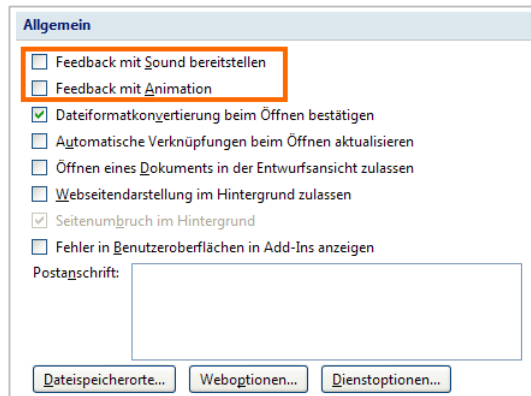 Allgemein
Feedback mit Sound bereitstellen
Feedback mit Animation
Dateiformatkonvertierung beim Öffnen bestätigen
Automatische Verknüpfungen beim Öffnen aktualisieren
Öffnen eines Dokuments in der Entwurfsansicht zulassen
Webseitendarstellung im Hintergrund zulassen
Seitenumbruch im Hintergrund
Fehler in Benutzeroberflächen in Add-Ins anzeigen
Postanschrift:
Dateispeicherorte... Weboptionen... Dienstoptionen...